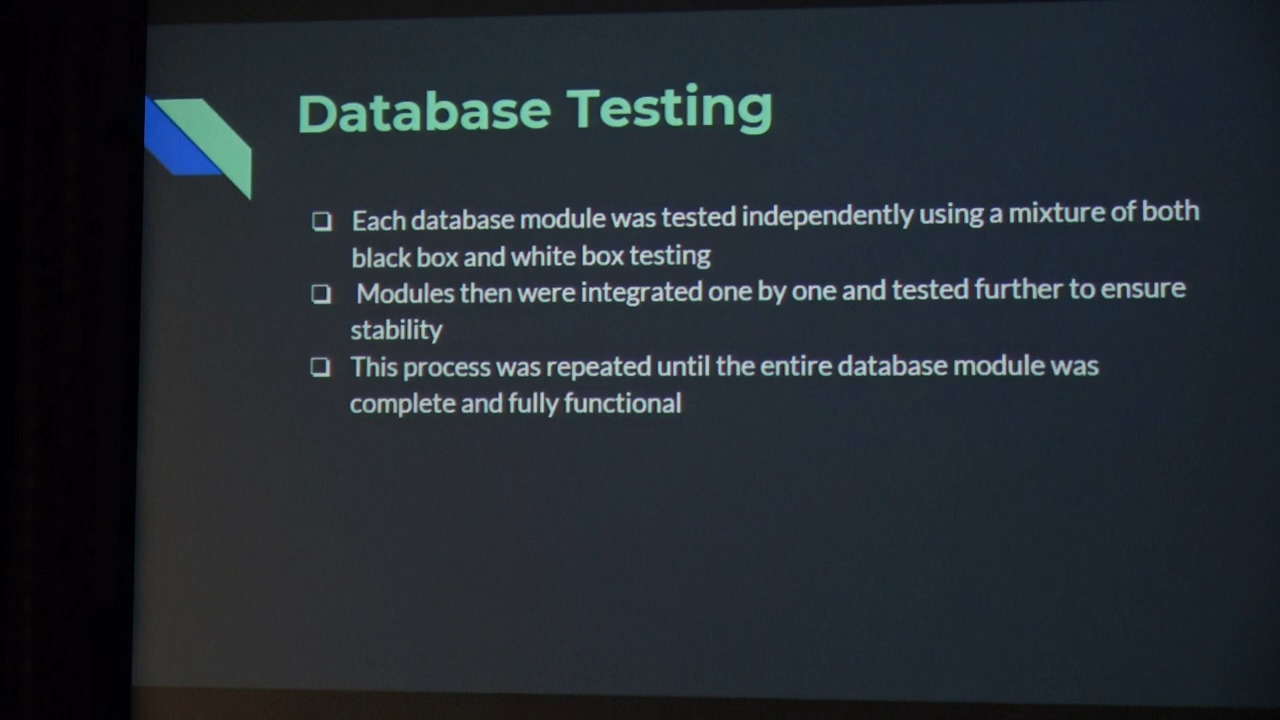 Database Testing
❏ Each database module was tested independently using a mixture of both
black box and white box testing
❏ Modules then were integrated one by one and tested further to ensure
stability
❏ This process was repeated until the entire database module was
complete and fully functional